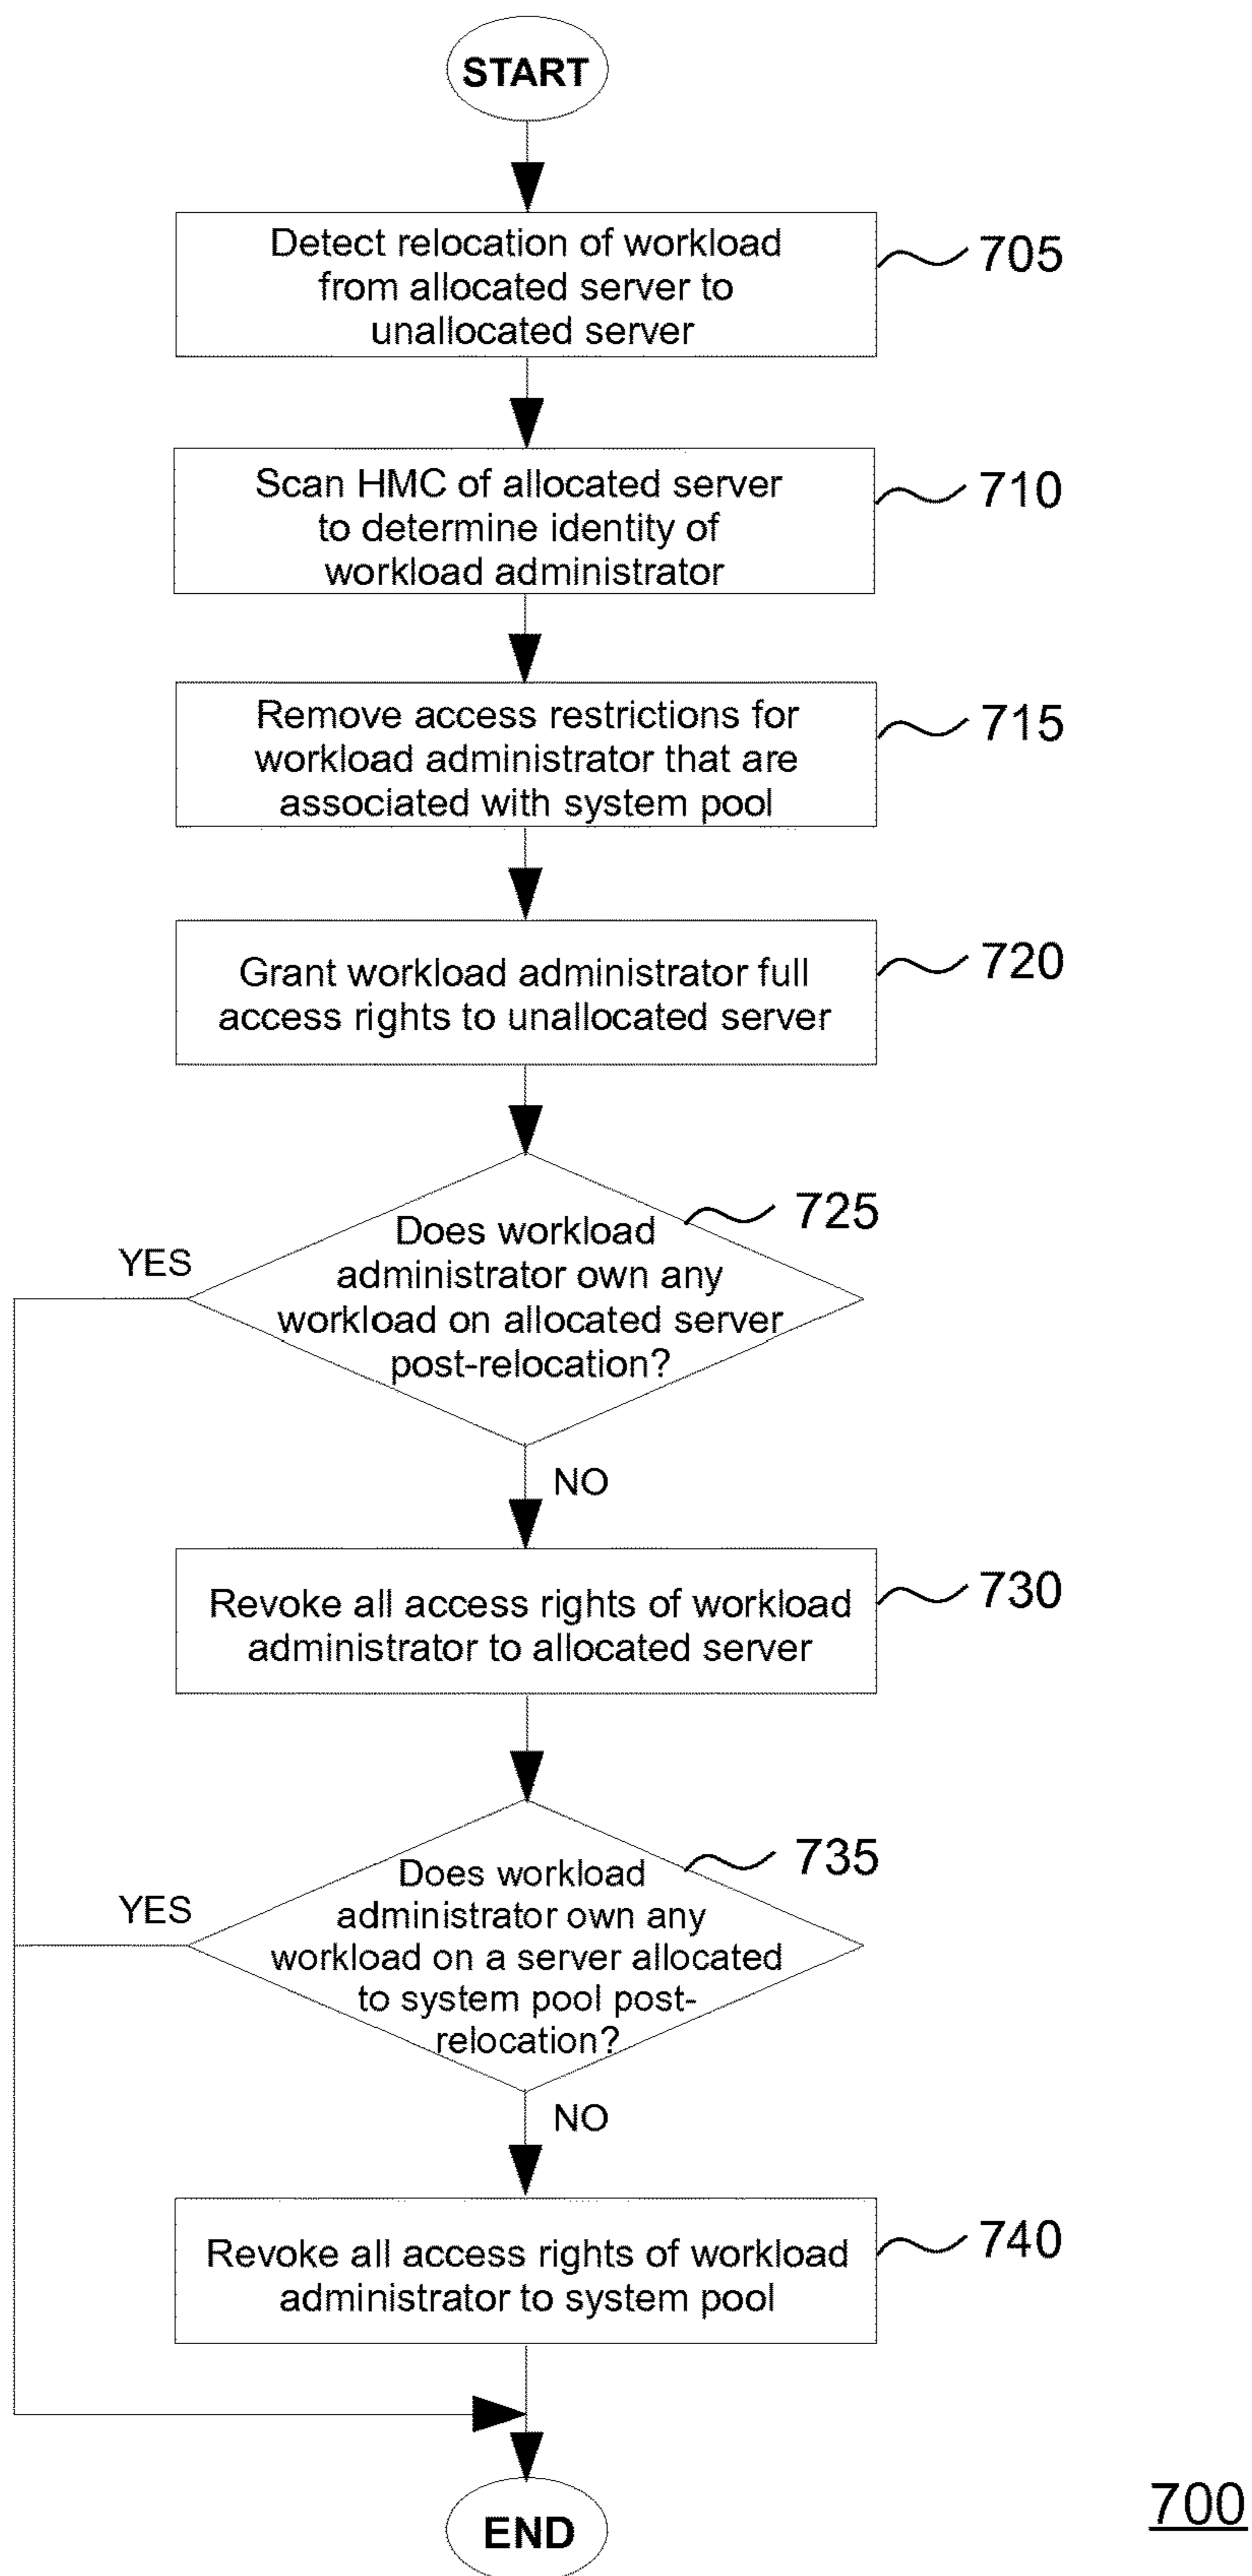 START
Detect relocation of workload
from allocated server to
unallocated server
705
Scan HMC of allocated server
to determine identity of
workload administrator
710
Remove access restrictions for
workload administrator that are
associated with system pool
715
Grant workload administrator full
access rights to unallocated server
720
Does workload
administrator own any
workload on allocated server
post-relocation?
725
YES
NO
Revoke all access rights of workload
administrator to allocated server
730
Does workload
administrator own any
workload on a server allocated
to system pool post-
relocation?
735
YES
NO
Revoke all access rights of workload
administrator to system pool
740
END
700